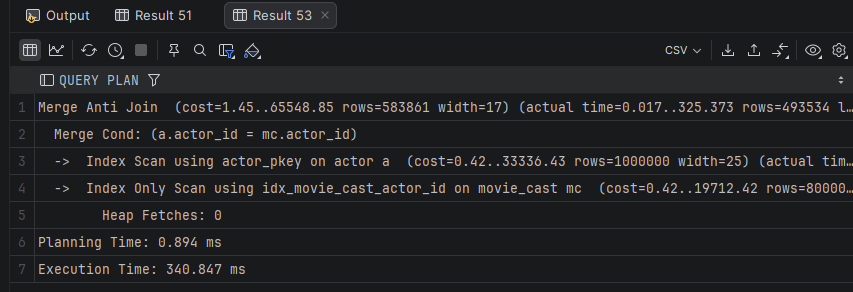 Output
Result 51
Result 53
CSV
QUERY PLAN
1 Merge Anti Join  (cost=1.45..65548.85 rows=583861 width=17) (actual time=0.017..325.373 rows=493534 l…
2   Merge Cond: (a.actor_id = mc.actor_id)
3   ->  Index Scan using actor_pkey on actor a  (cost=0.42..33336.43 rows=1000000 width=25) (actual tim…
4   ->  Index Only Scan using idx_movie_cast_actor_id on movie_cast mc  (cost=0.42..19712.42 rows=80000…
5         Heap Fetches: 0
6 Planning Time: 0.894 ms
7 Execution Time: 340.847 ms